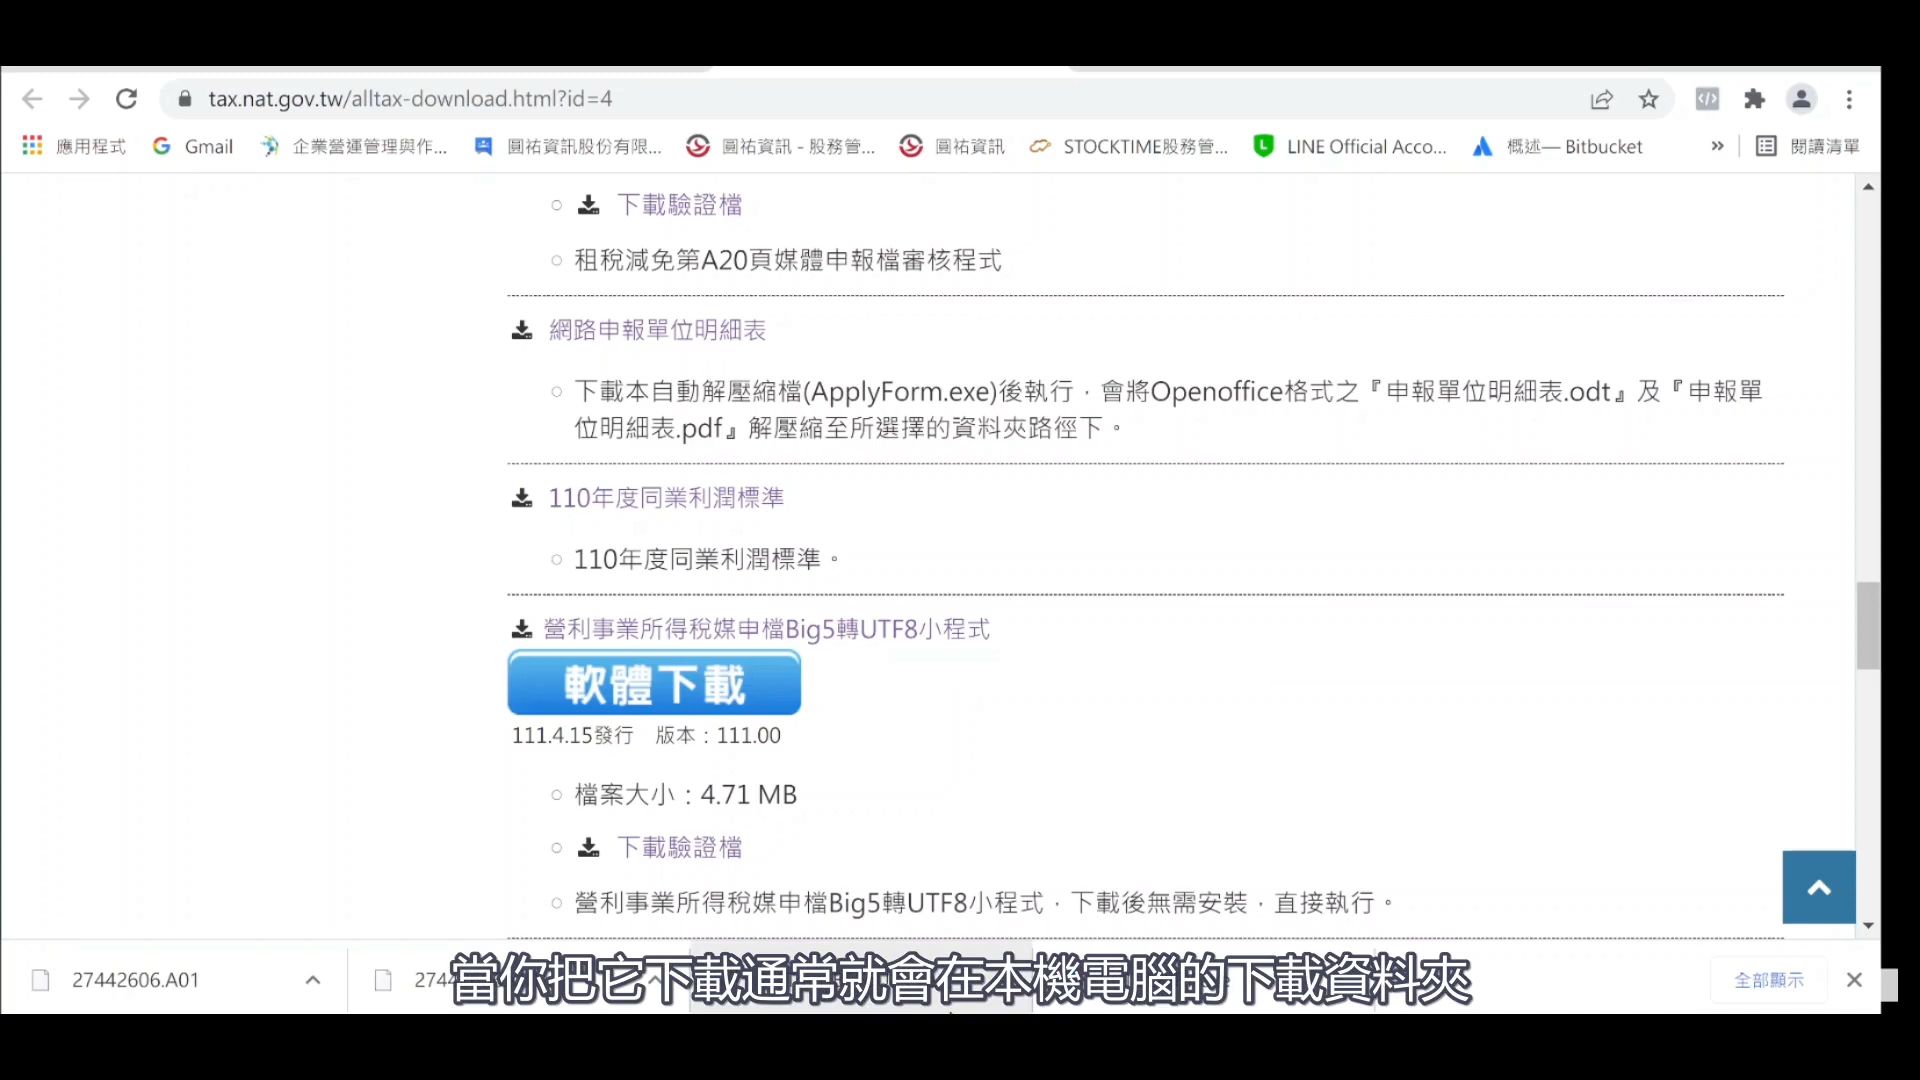 tax.nat.gov.tw/alltax-download.html?id=4
應用程式 Gmail 企業營運管理與作... 圓祐資訊股份有限... 圓祐資訊 - 股務管... 圓祐資訊 STOCKTIME股務管... LINE Official Acco... 概述— Bitbucket » 閱讀清單
下載驗證檔
租稅減免第A20頁媒體申報檔審核程式
網路申報單位明細表
下載本自動解壓縮檔(ApplyForm.exe)後執行，會將Openoffice格式之『申報單位明細表.odt』及『申報單
位明細表.pdf』解壓縮至所選擇的資料夾路徑下。
110年度同業利潤標準
110年度同業利潤標準。
營利事業所得稅媒申檔Big5轉UTF8小程式
軟體下載
111.4.15發行 版本：111.00
檔案大小：4.71 MB
下載驗證檔
營利事業所得稅媒申檔Big5轉UTF8小程式，下載後無需安裝，直接執行。
27442606.A01 全部顯示
當你把它下載通常就會在本機電腦的下載資料夾